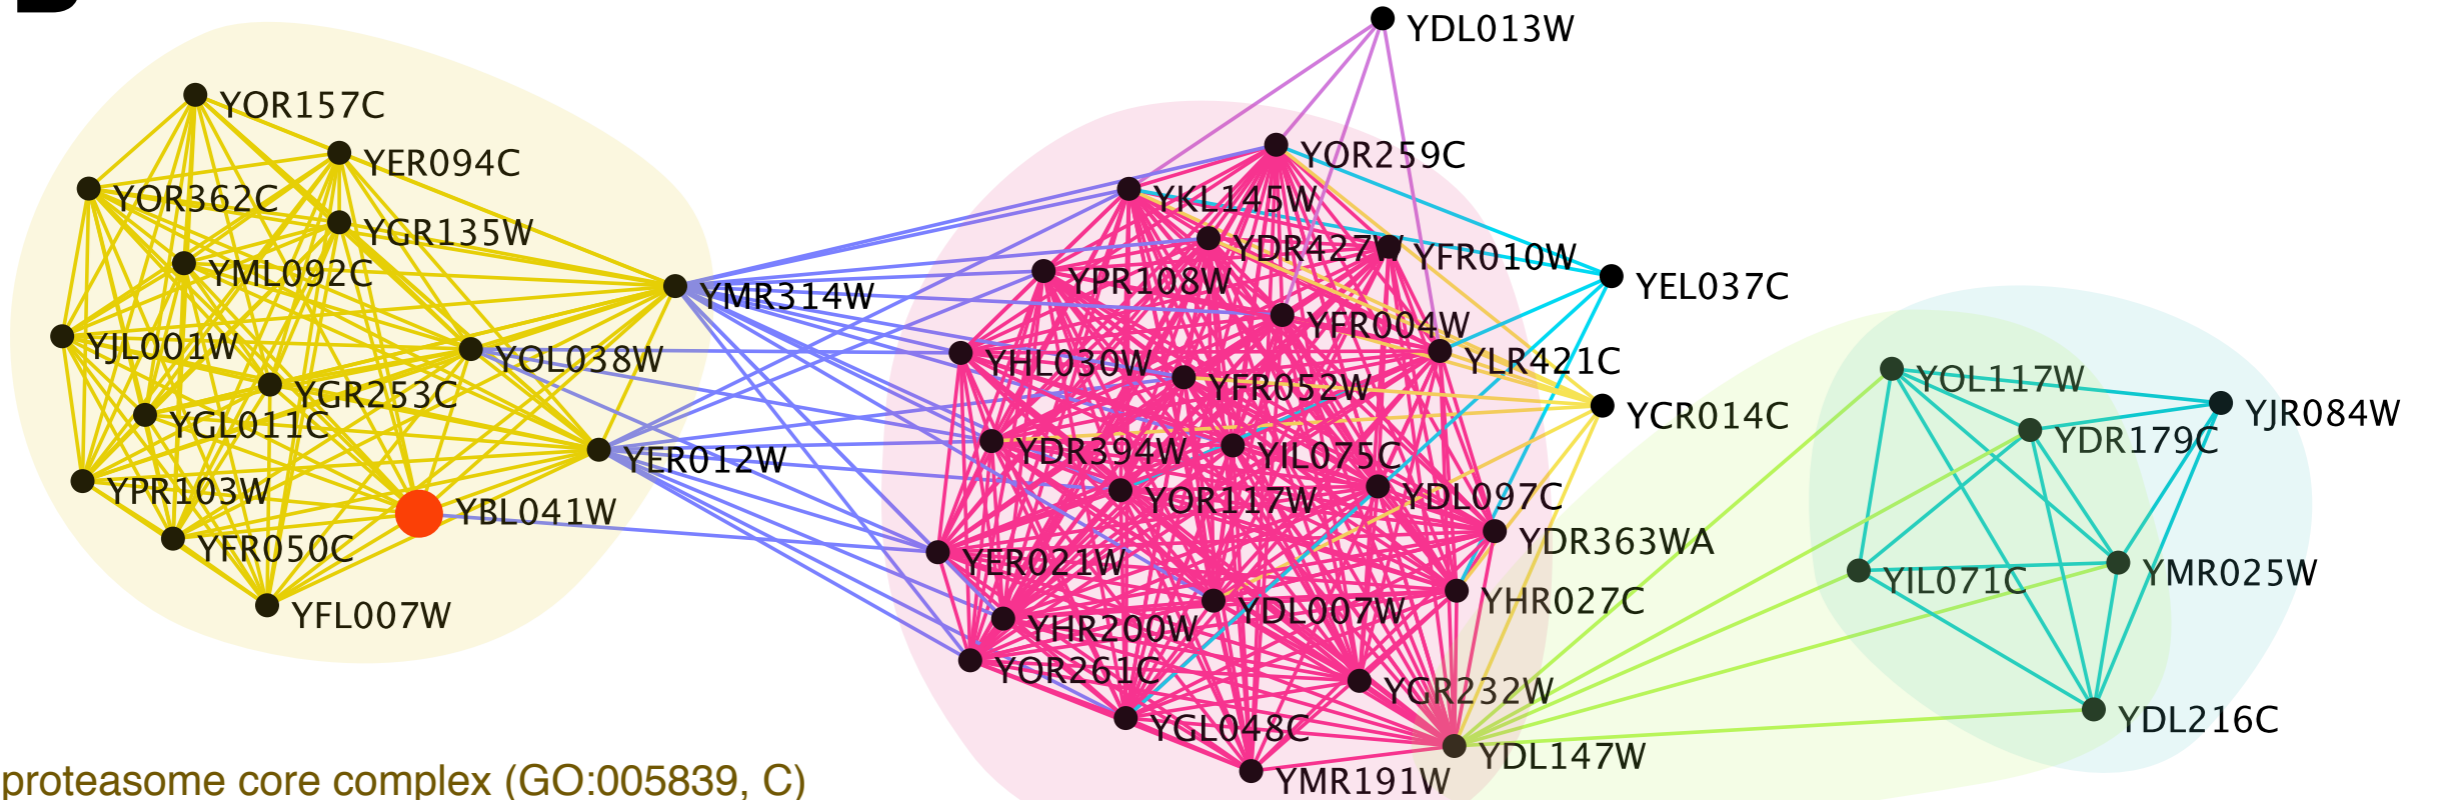 YDL013W
YOR157C
YER094C
YOR259C
YOR362C
YKL145W
YGR135W
YDR427W
YFR010W
YML092C
YPR108W
YEL037C
YMR314W
YFR004W
YJL001W
YOL038W
YHL030W
YLR421C
YGR253C
YFR052W
YOL117W
YGL011C
YCR014C
YJR084W
YDR179C
YER012W
YDR394W
YIL075C
YPR103W
YBL041W
YOR117W
YDL097C
YFR050C
YER021W
YDR363WA
YIL071C
YMR025W
YFL007W
YHR200W
YDL007W
YHR027C
YOR261C
YGR232W
YGL048C
YDL216C
YDL147W
YMR191W
proteasome core complex (GO:005839, C)